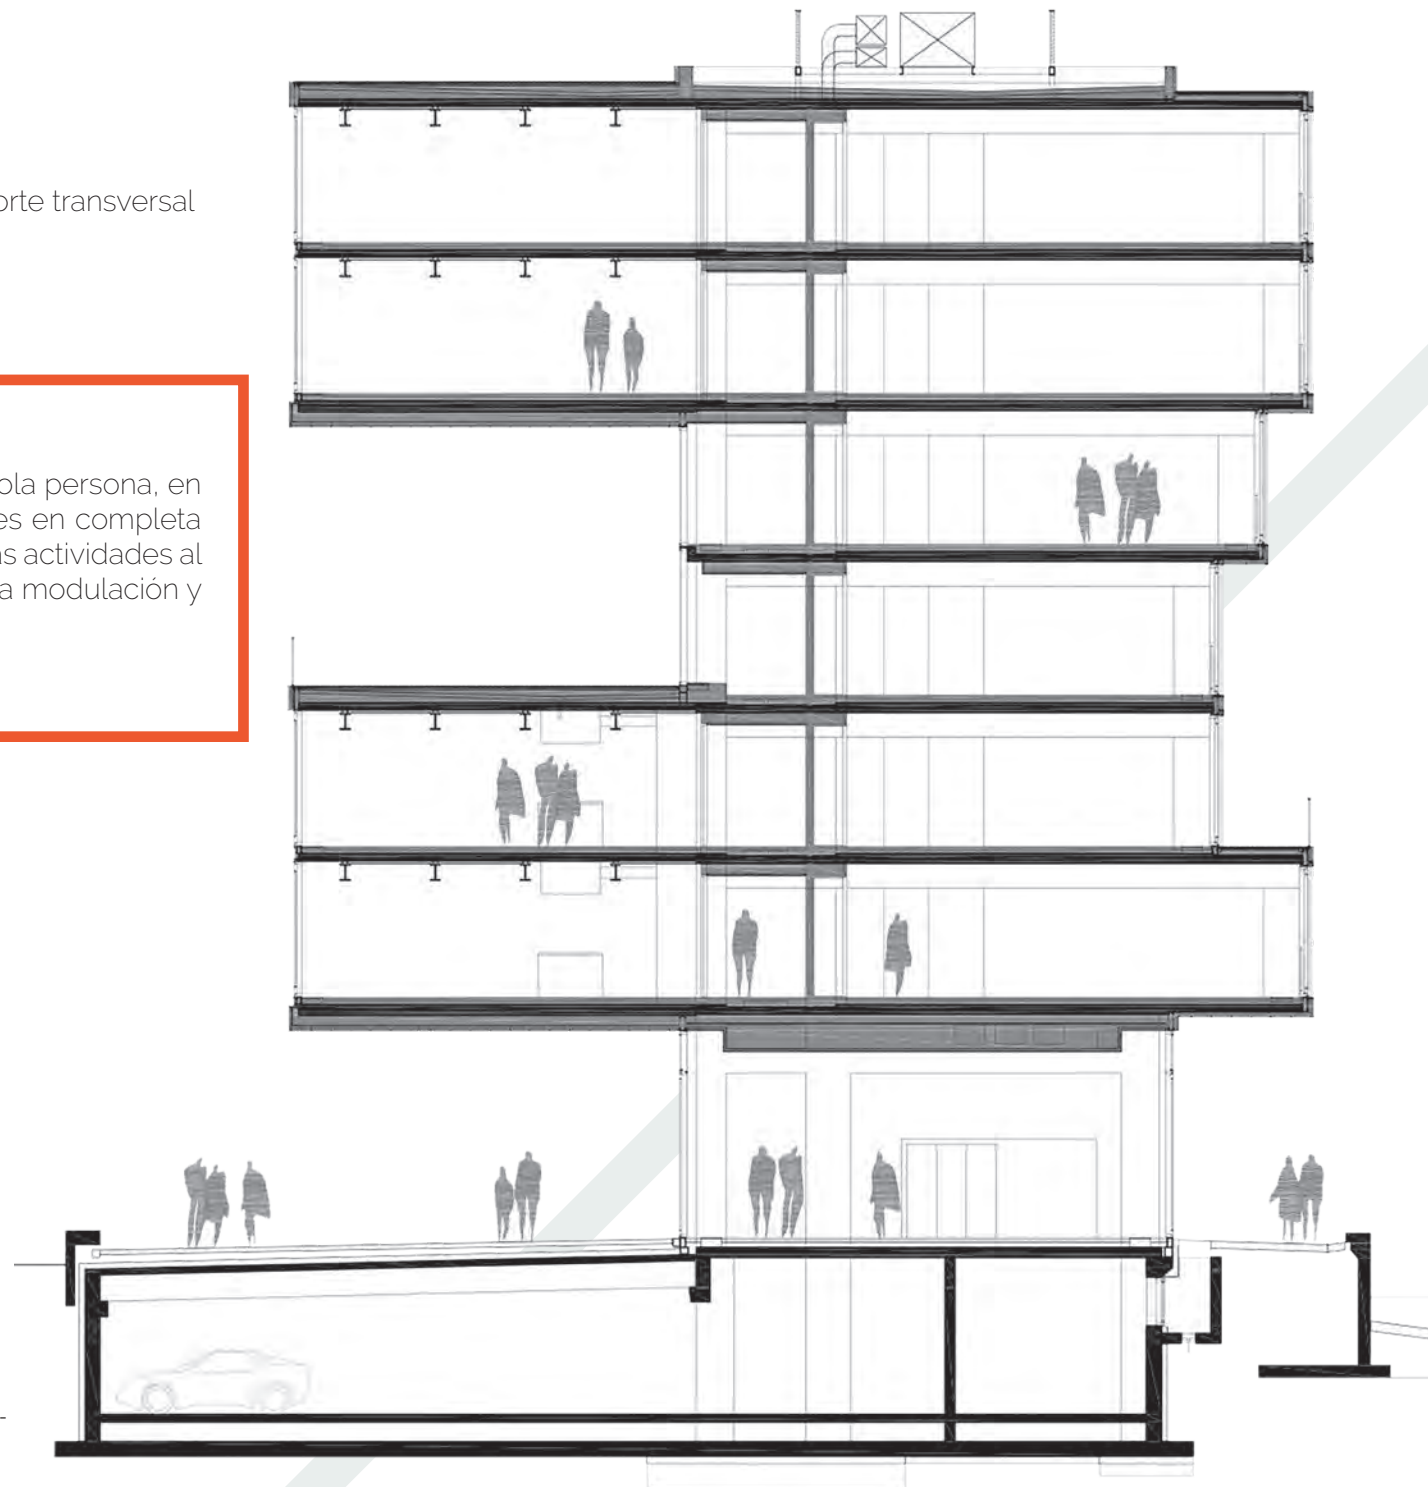 orte transversal
ola persona, en
es en completa
as actividades al
a modulación y